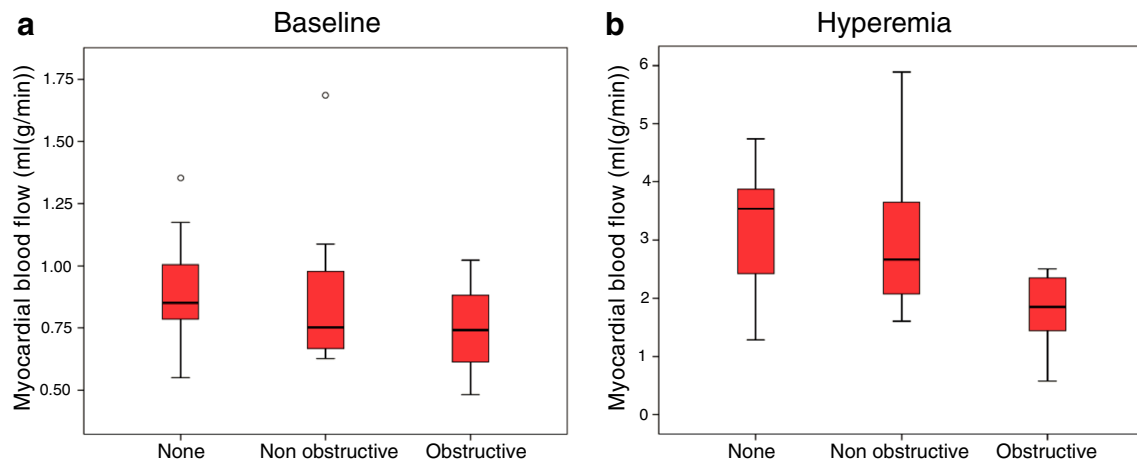 a
Baseline
Myocardial blood flow (ml(g/min))
1.75
1.50
1.25
1.00
0.75
0.50
None
Non obstructive
Obstructive
b
Hyperemia
Myocardial blood flow (ml(g/min))
6
5
4
3
2
1
0
None
Non obstructive
Obstructive